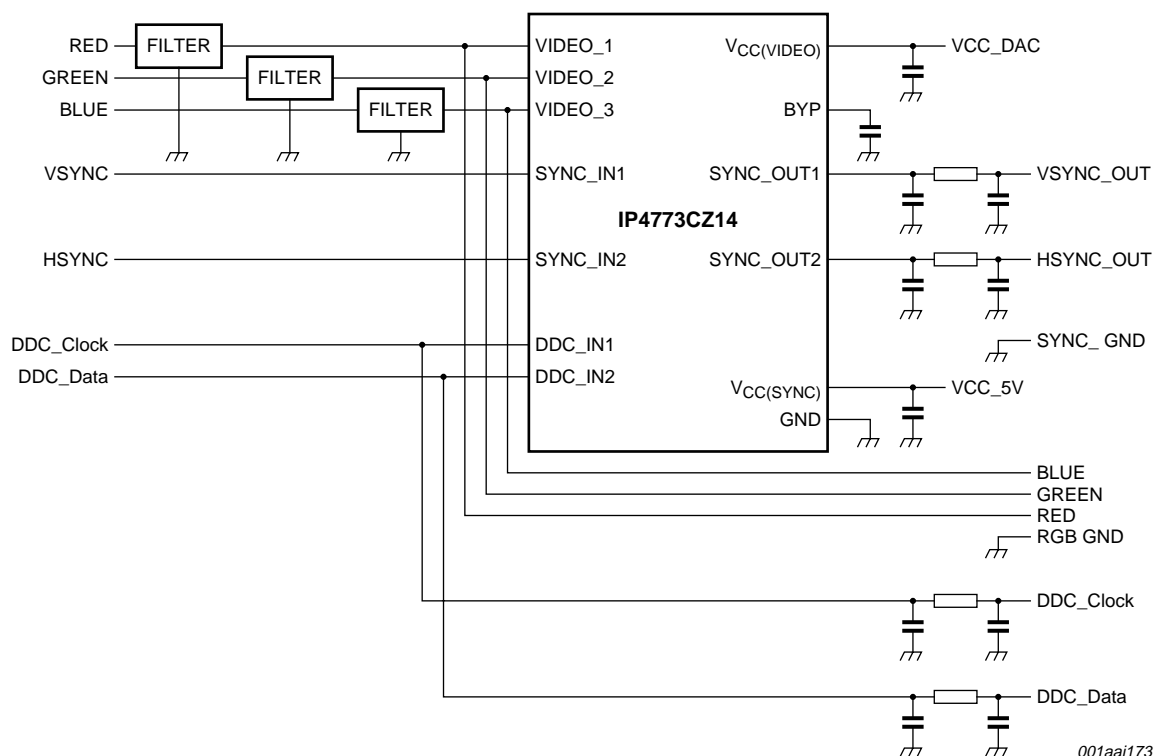 RED
FILTER
VIDEO_1
VCC(VIDEO)
VCC_DAC
GREEN
FILTER
VIDEO_2
BLUE
FILTER
VIDEO_3
BYP
VSYNC
SYNC_IN1
SYNC_OUT1
VSYNC_OUT
IP4773CZ14
HSYNC
SYNC_IN2
SYNC_OUT2
HSYNC_OUT
SYNC_ GND
DDC_Clock
DDC_IN1
DDC_Data
DDC_IN2
VCC(SYNC)
VCC_5V
GND
BLUE
GREEN
RED
RGB GND
DDC_Clock
DDC_Data
001aai173